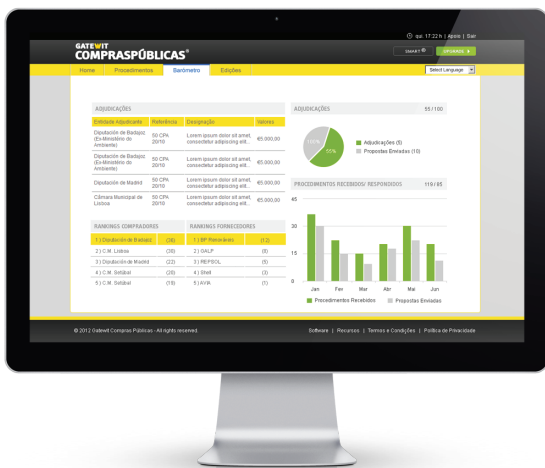 qui. 17:22 h | Apoio | Sair
GATEWIT
COMPRASPÚBLICAS®
SMART
UPGRADE
Home Procedimentos Barómetro Edições
Select Language
ADJUDICAÇÕES
Entidade Adjudicante Referência Designação Valores
Diputación de Badajoz (Ex-Ministério do Ambiente) 50 CPA 20/10 Lorem ipsum dolor sit amet, consectetur adipiscing elit... €5.000,00
Diputación de Badajoz (Ex-Ministério do Ambiente) 50 CPA 20/10 Lorem ipsum dolor sit amet, consectetur adipiscing elit... €5.000,00
Diputación de Madrid 50 CPA 20/10 Lorem ipsum dolor sit amet, consectetur adipiscing elit... €5.000,00
Câmara Municipal de Lisboa 50 CPA 20/10 Lorem ipsum dolor sit amet, consectetur adipiscing elit... €5.000,00
RANKINGS COMPRADORES
1 ) Diputación de Badajoz (38)
2 ) C.M. Lisboa (38)
3 ) Diputación de Madrid (22)
4 ) C.M. Setúbal (20)
5 ) C.M. Setúbal (19)
RANKINGS FORNECEDORES
1 ) BP Renováveis (12)
2 ) GALP
3 ) REPSOL
4 ) Shell (3)
5 ) AVIA (1)
ADJUDICAÇÕES 55/100
100%
55%
Adjudicações (5)
Propostas Enviadas (10)
PROCEDIMENTOS RECEBIDOS/ RESPONDIDOS 119/85
45
30
15
0
Jan Fev Mar Abr Mai Jun
Procedimentos Recebidos Propostas Enviadas
© 2012 Gatewit Compras Públicas - All rights reserved.
Software | Recursos | Termos e Condições | Política de Privacidade